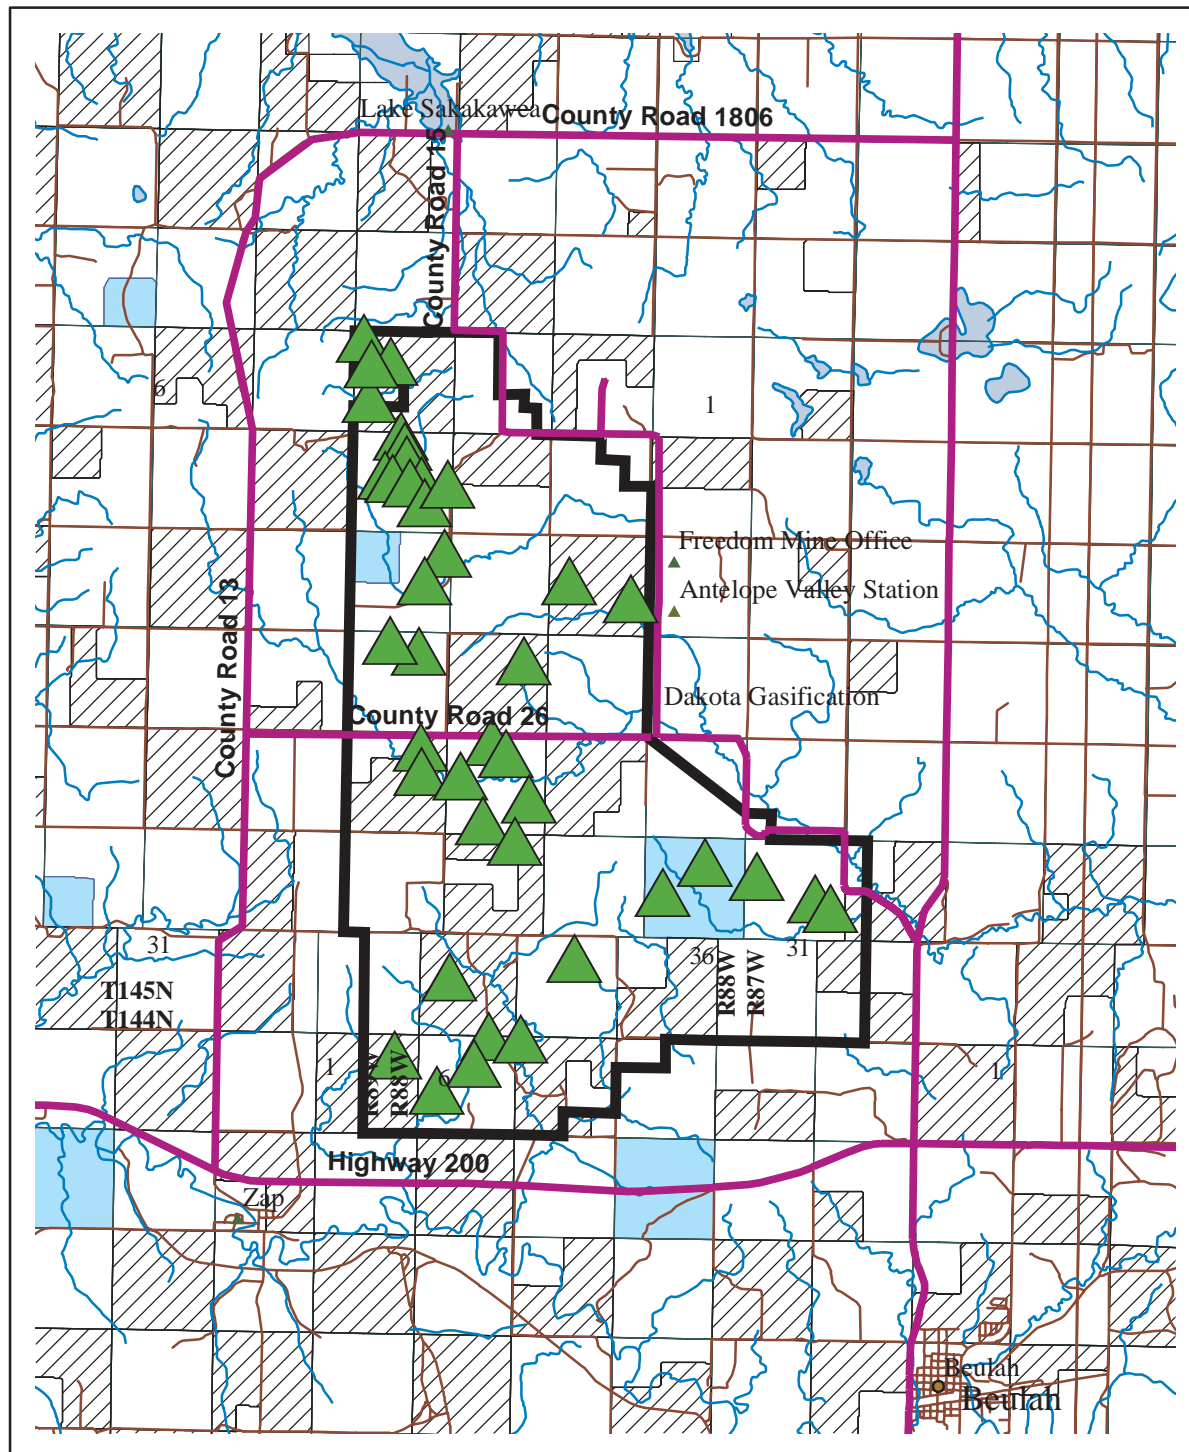 Lake Sakakawea
County Road 1806
County Road 15
6
1
Freedom Mine Office
Antelope Valley Station
County Road 13
Dakota Gasification
County Road 26
31
36
31
R88W
R87W
T145N
T144N
1
R89W
R88W
6
1
Highway 200
Zap
Beulah
Beulah